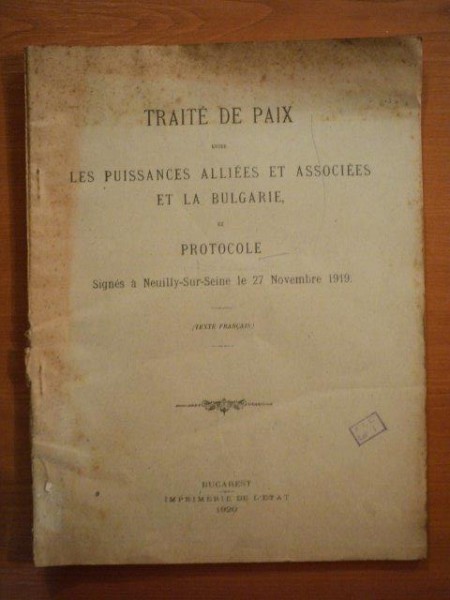 TRAITÉ DE PAIX
ENTRE
LES PUISSANCES ALLIÉES ET ASSOCIÉES
ET LA BULGARIE,
PROTOCOLE
Signés à Neuilly-Sur-Seine le 27 Novembre 1919.
(TEXTE FRANÇAIS)
BUCAREST
IMPRIMERIE DE L'ETAT
1920